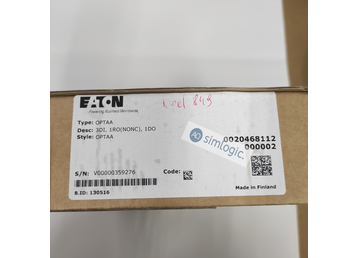 EATON
Powering Business Worldwide
Type: OPTAA
Desc: 3DI, 1RO(NONC), 1DO
Style: OPTAA
0020468112
000002
simlogic.
S/N: V00000359276
Code:
Made in Finland
B.ID: 130516